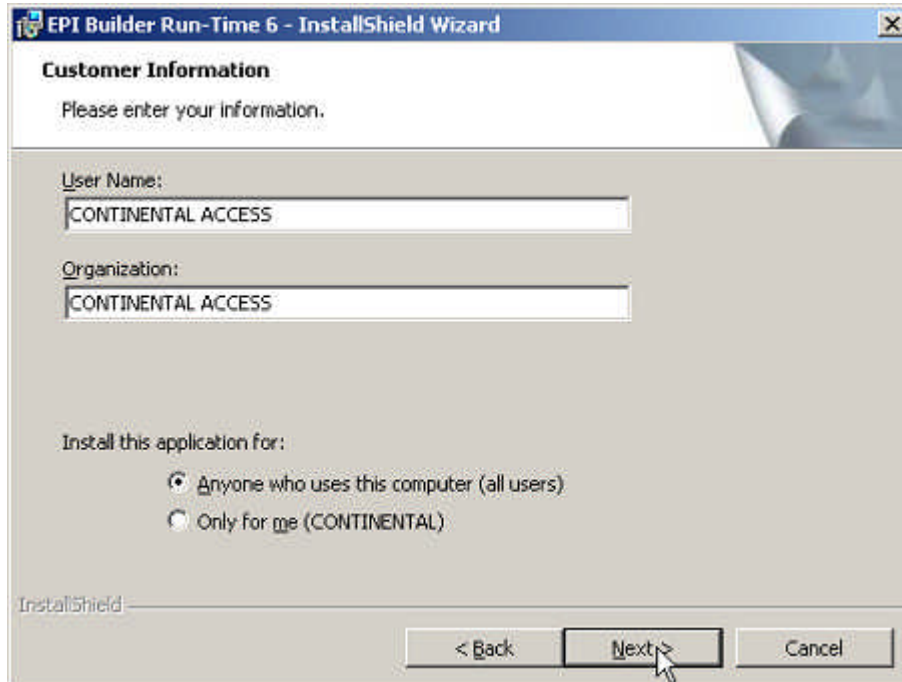 EPI Builder Run-Time 6 - InstallShield Wizard
Customer Information
Please enter your information.
User Name:
CONTINENTAL ACCESS
Organization:
CONTINENTAL ACCESS
Install this application for:
Anyone who uses this computer (all users)
Only for me (CONTINENTAL)
InstallShield
< Back
Next >
Cancel